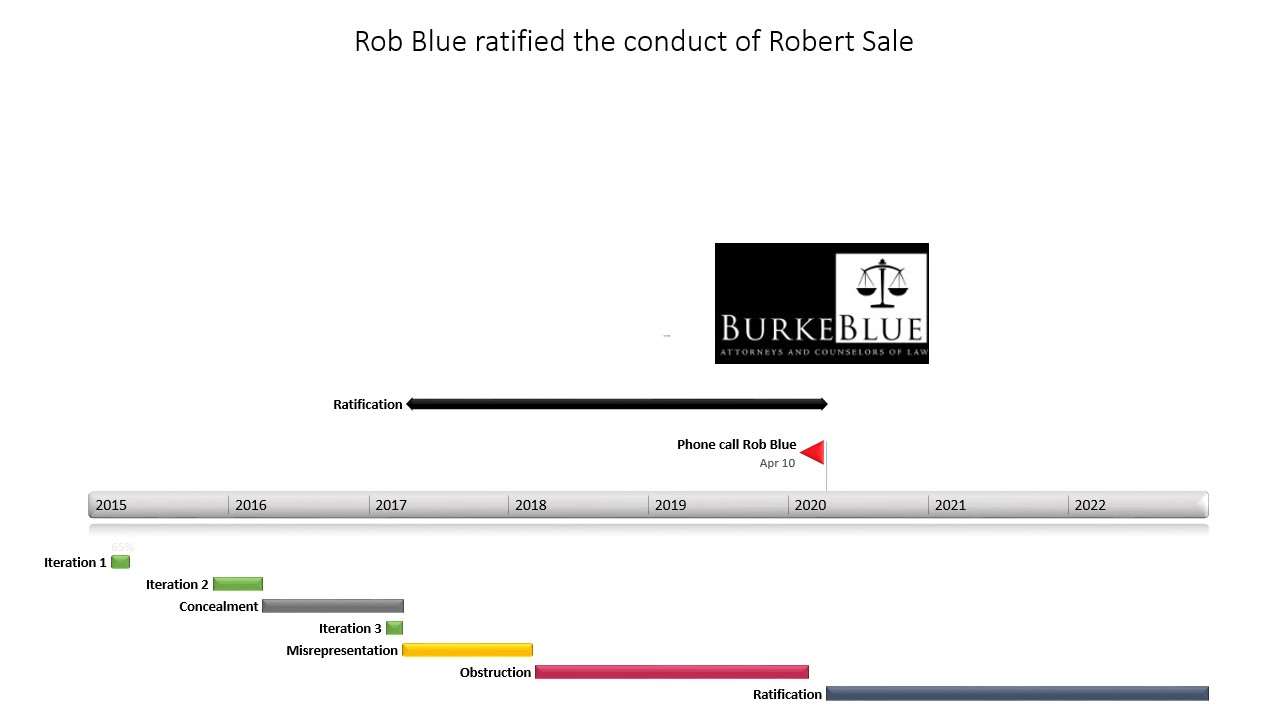 Rob Blue ratified the conduct of Robert Sale
BURKEBLUE
ATTORNEYS AND COUNSELORS OF LAW
Ratification
Phone call Rob Blue
Apr 10
2015 2016 2017 2018 2019 2020 2021 2022
65%
Iteration 1
Iteration 2
Concealment
Iteration 3
Misrepresentation
Obstruction
Ratification